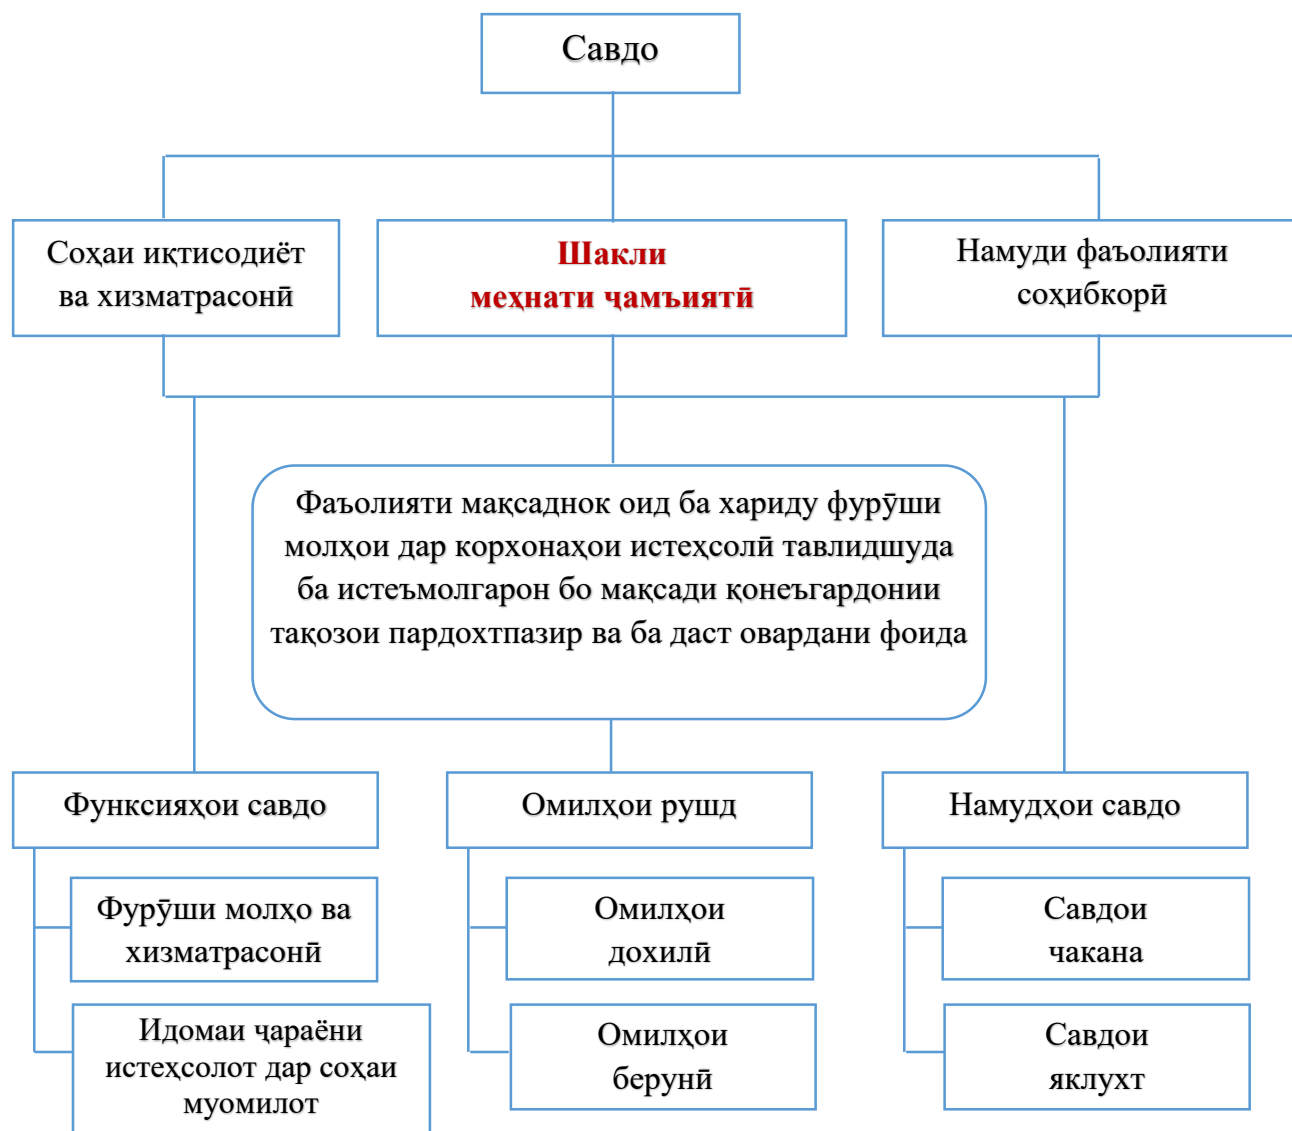 Савдо
Соҳаи иқтисодиёт
ва хизматрасонӣ
Шакли
меҳнати ҷамъиятӣ
Намуди фаъолияти
соҳибкорӣ
Фаъолияти мақсаднок оид ба хариду фурӯши
молҳои дар корхонаҳои истеҳсолӣ тавлидшуда
ба истеъмолгарон бо мақсади қонеъгардонии
тақозои пардохтпазир ва ба даст овардани фоида
Функсияҳои савдо
Фурӯши молҳо ва
хизматрасонӣ
Идомаи ҷараёни
истеҳсолот дар соҳаи
муомилот
Омилҳои рушд
Омилҳои
дохилӣ
Омилҳои
берунӣ
Намудҳои савдо
Савдои
чакана
Савдои
яклухт